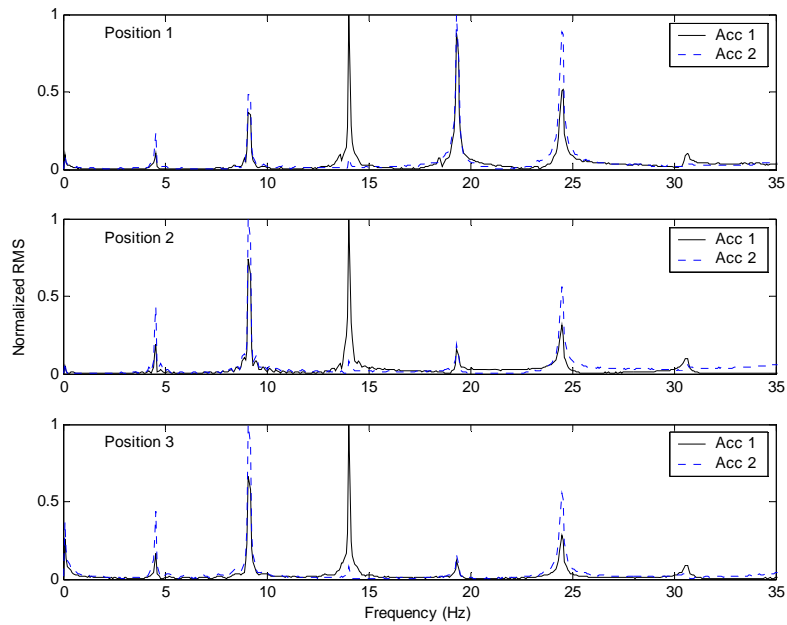 Position 1
Acc 1
Acc 2
1
0.5
0
0 5 10 15 20 25 30 35
Position 2
Acc 1
Acc 2
Normalized RMS
1
0.5
0
0 5 10 15 20 25 30 35
Position 3
Acc 1
Acc 2
1
0.5
0
0 5 10 15 20 25 30 35
Frequency (Hz)